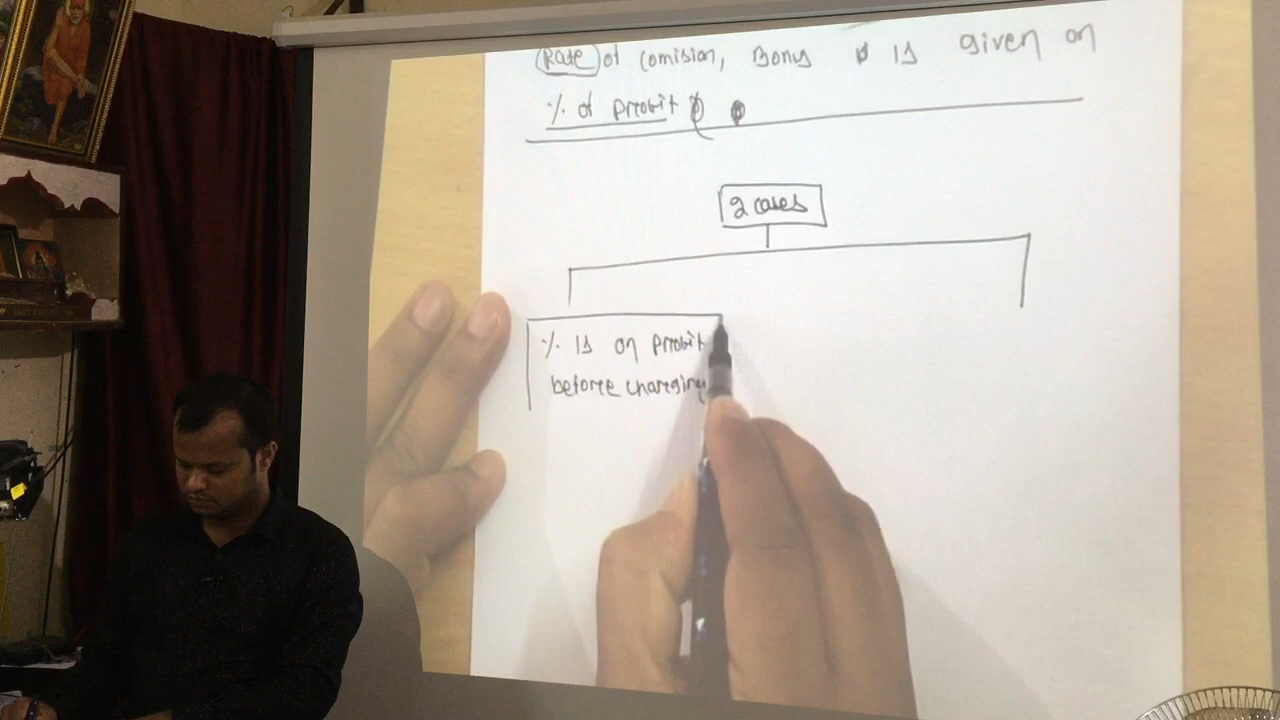 Rate of comision, Bonus is given on
% of profit
2 cases
% is on profit
before charging